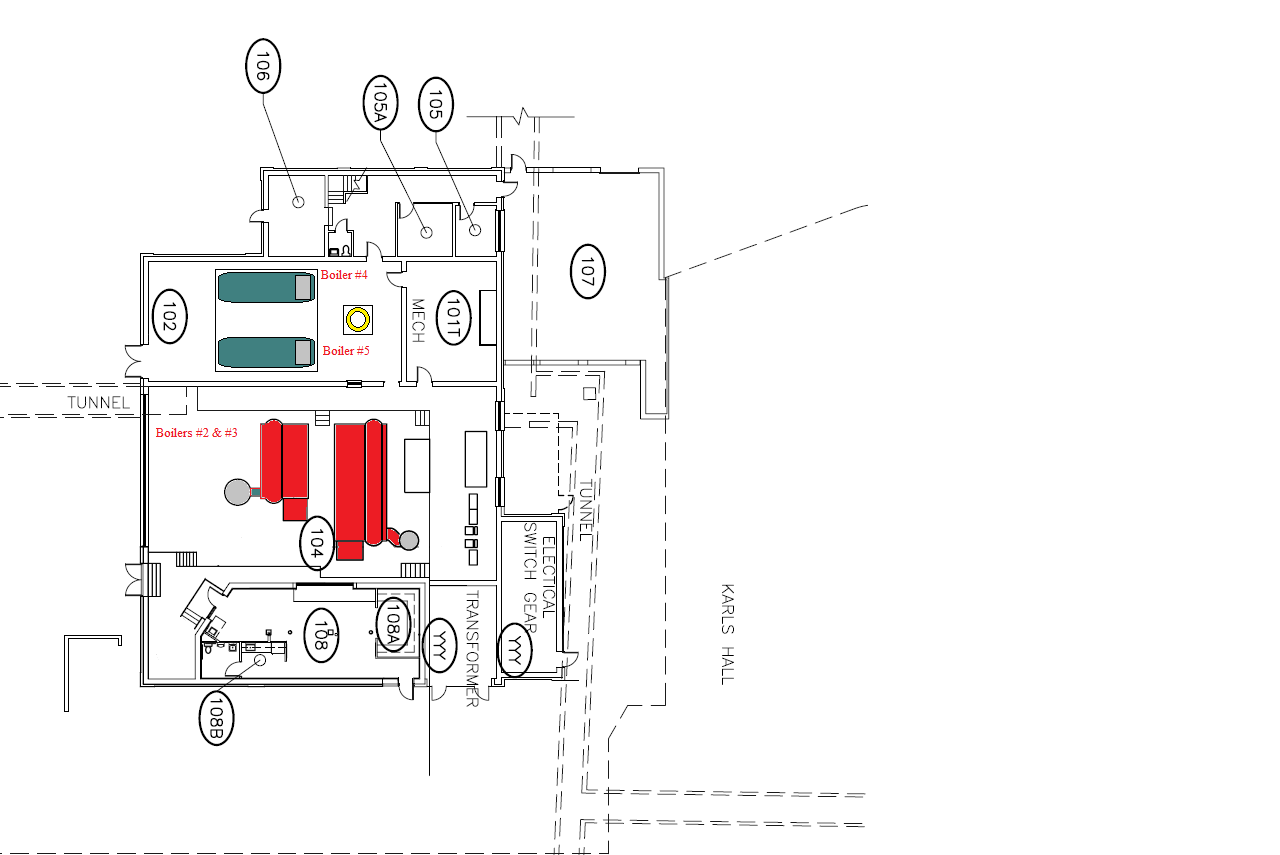 106
105A
105
107
Boiler #4
102
MECH
101T
Boiler #5
TUNNEL
Boilers #2 & #3
104
TUNNEL
ELECTICAL
SWITCH GEAR
KARLS HALL
108
108A
YYY
TRANSFORMER
YYY
108B